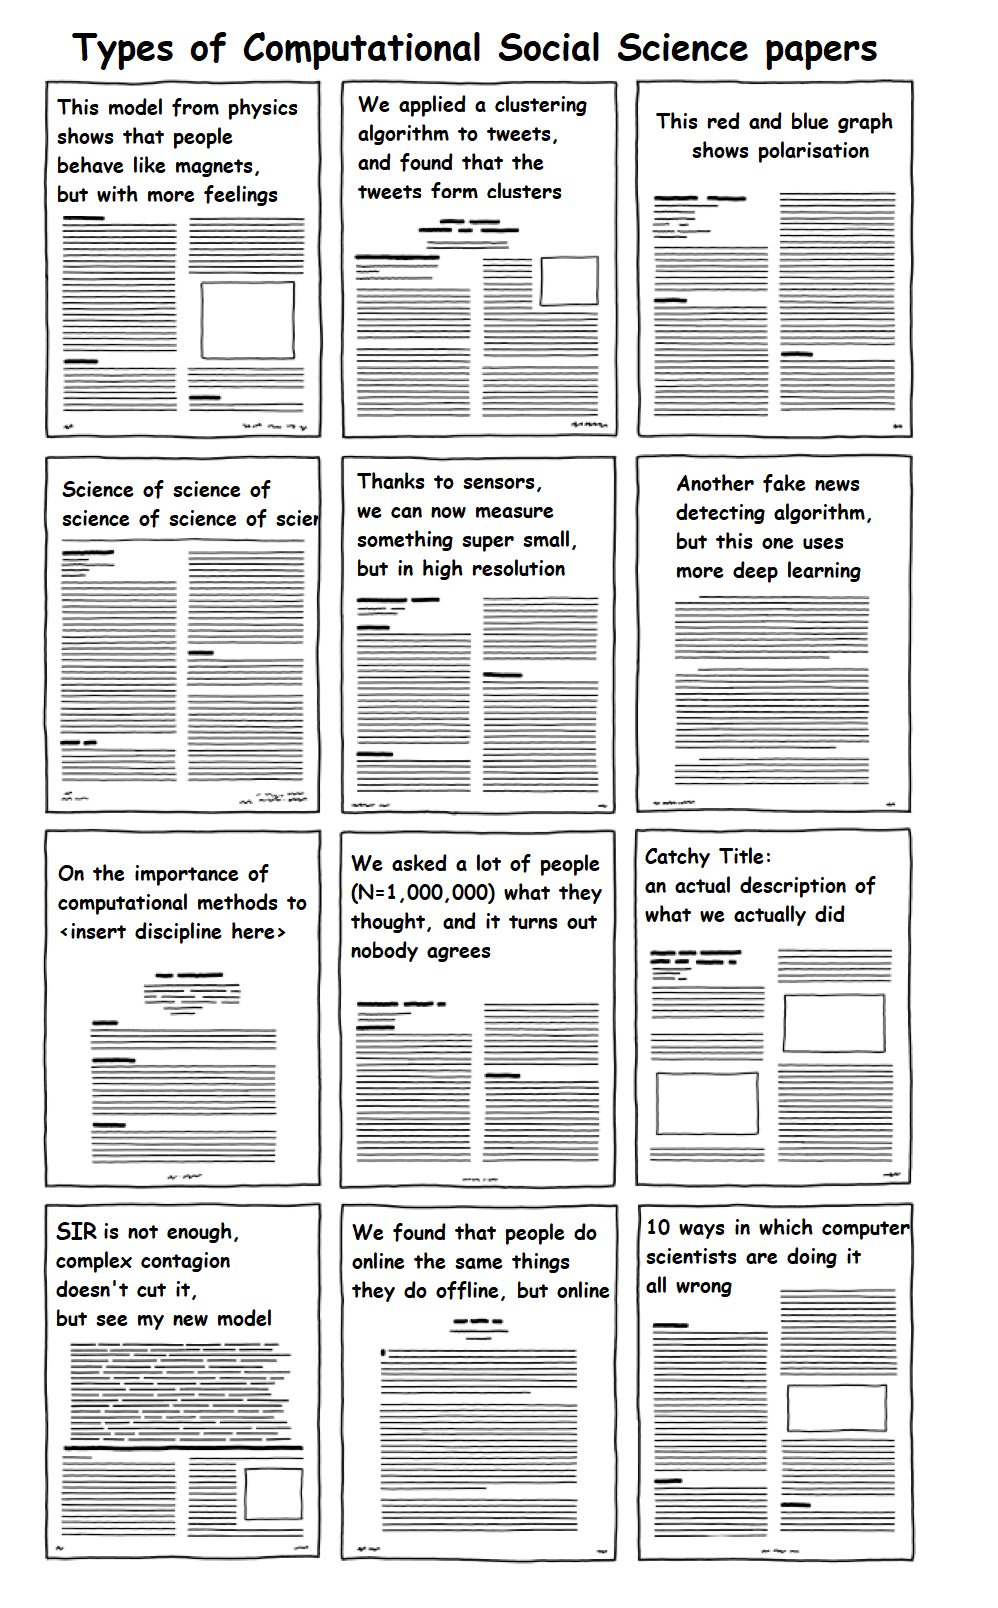 Types of Computational Social Science papers
This model from physics
shows that people
behave like magnets,
but with more feelings
We applied a clustering
algorithm to tweets,
and found that the
tweets form clusters
This red and blue graph
shows polarisation
Science of science of
science of science of scier
Thanks to sensors,
we can now measure
something super small,
but in high resolution
Another fake news
detecting algorithm,
but this one uses
more deep learning
On the importance of
computational methods to
<insert discipline here>
We asked a lot of people
(N=1,000,000) what they
thought, and it turns out
nobody agrees
Catchy Title:
an actual description of
what we actually did
SIR is not enough,
complex contagion
doesn't cut it,
but see my new model
We found that people do
online the same things
they do offline, but online
10 ways in which computer
scientists are doing it
all wrong